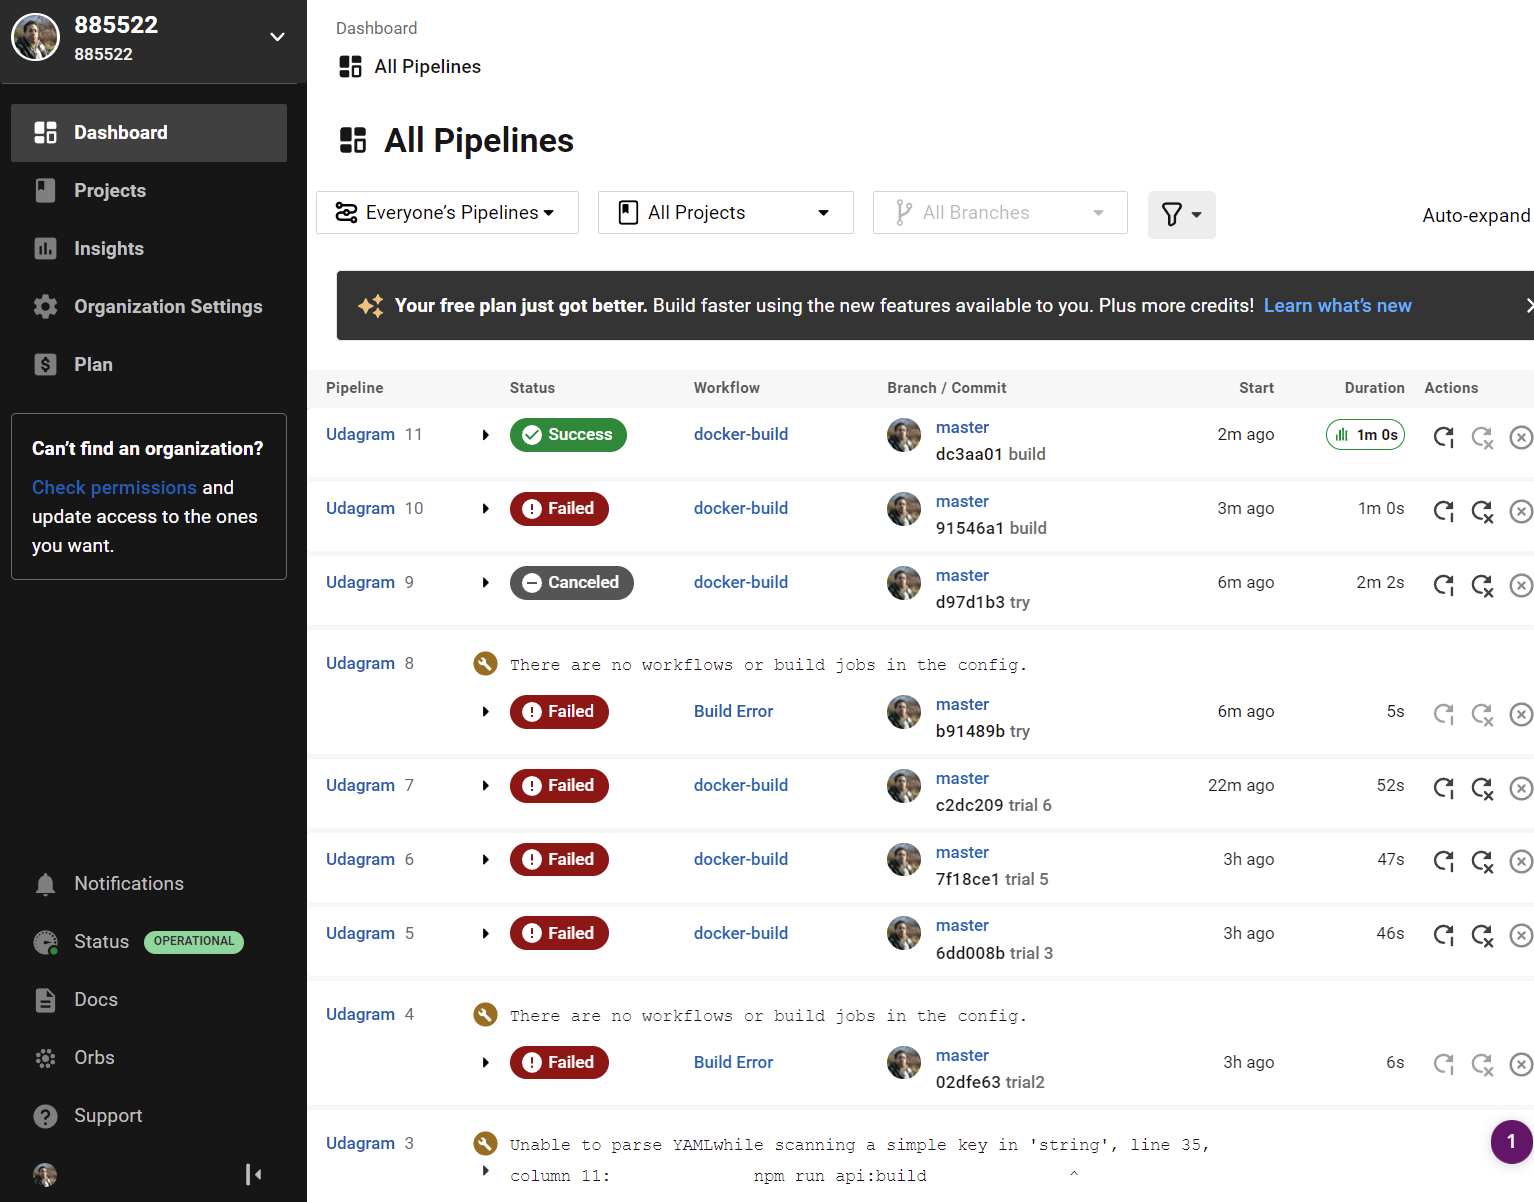 885522
885522
Dashboard
Projects
Insights
Organization Settings
Plan
Can't find an organization?
Check permissions and
update access to the ones
you want.
Notifications
Status OPERATIONAL
Docs
Orbs
Support
Dashboard
All Pipelines
All Pipelines
Everyone's Pipelines
All Projects
All Branches
Auto-expand
Your free plan just got better. Build faster using the new features available to you. Plus more credits! Learn what's new
Pipeline Status Workflow Branch / Commit Start Duration Actions
Udagram 11 Success docker-build master 2m ago 1m 0s
dc3aa01 build
Udagram 10 Failed docker-build master 3m ago 1m 0s
91546a1 build
Udagram 9 Canceled docker-build master 6m ago 2m 2s
d97d1b3 try
Udagram 8 There are no workflows or build jobs in the config.
Failed Build Error master 6m ago 5s
b91489b try
Udagram 7 Failed docker-build master 22m ago 52s
c2dc209 trial 6
Udagram 6 Failed docker-build master 3h ago 47s
7f18ce1 trial 5
Udagram 5 Failed docker-build master 3h ago 46s
6dd008b trial 3
Udagram 4 There are no workflows or build jobs in the config.
Failed Build Error master 3h ago 6s
02dfe63 trial2
Udagram 3 Unable to parse YAMLwhile scanning a simple key in 'string', line 35,
column 11: npm run api:build ^
1